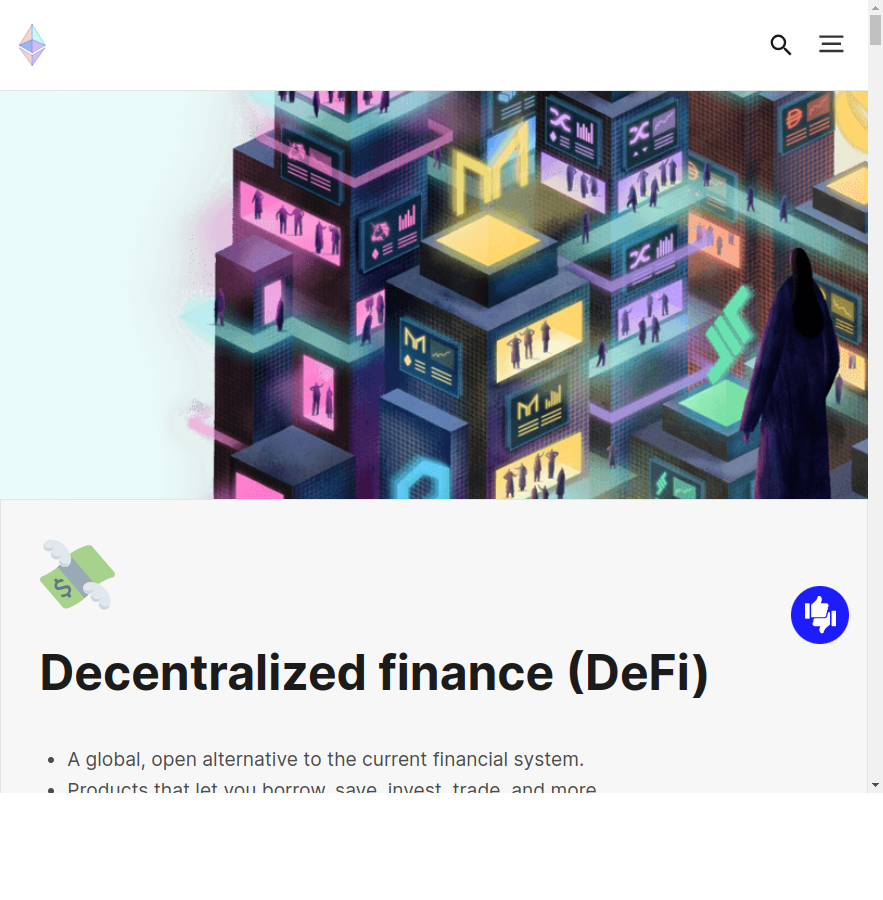 Decentralized finance (DeFi)
A global, open alternative to the current financial system.
Products that let you borrow, save, invest, trade, and more.